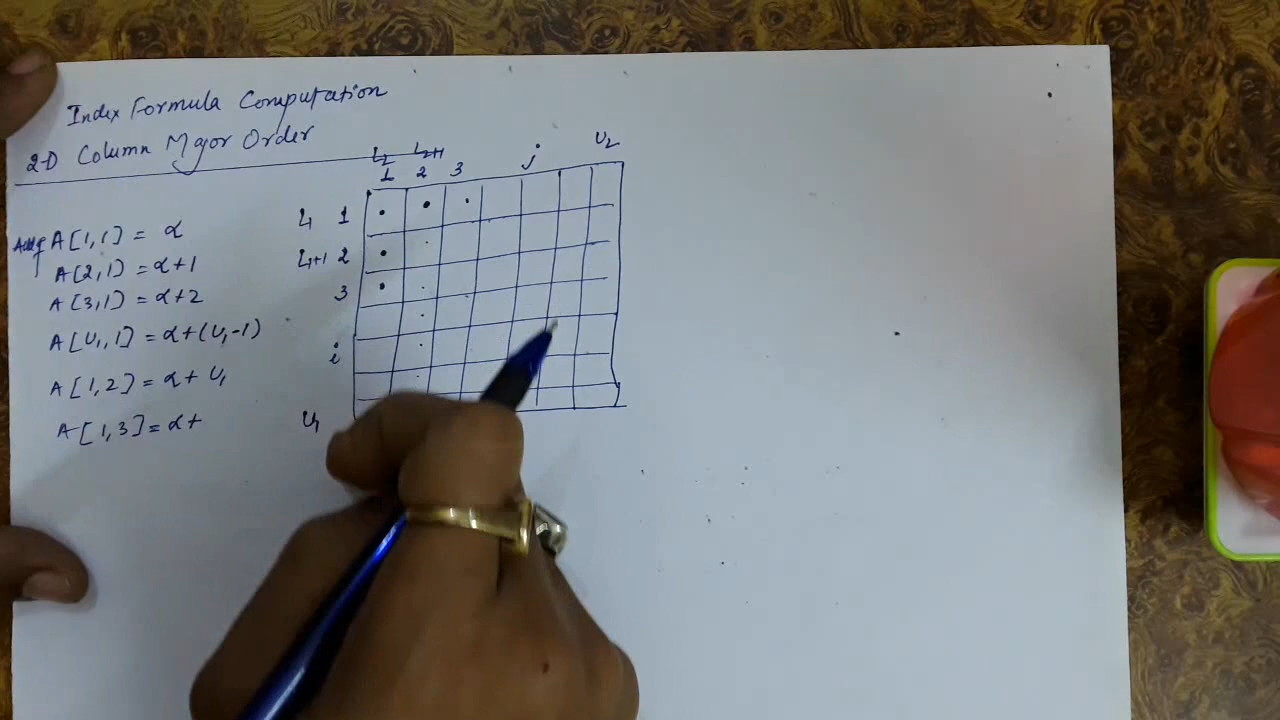 Index Formula Computation
2-D Column Major Order
L2 L2+1 j U2
1 2 3
L1 1
L1+1 2
3
i
U1
A[1,1] = α
A[2,1) = α+1
A[3,1) = α+2
A[U1,1] = α+(U1-1)
A[1,2] = α+U1
A[1,3] = α+